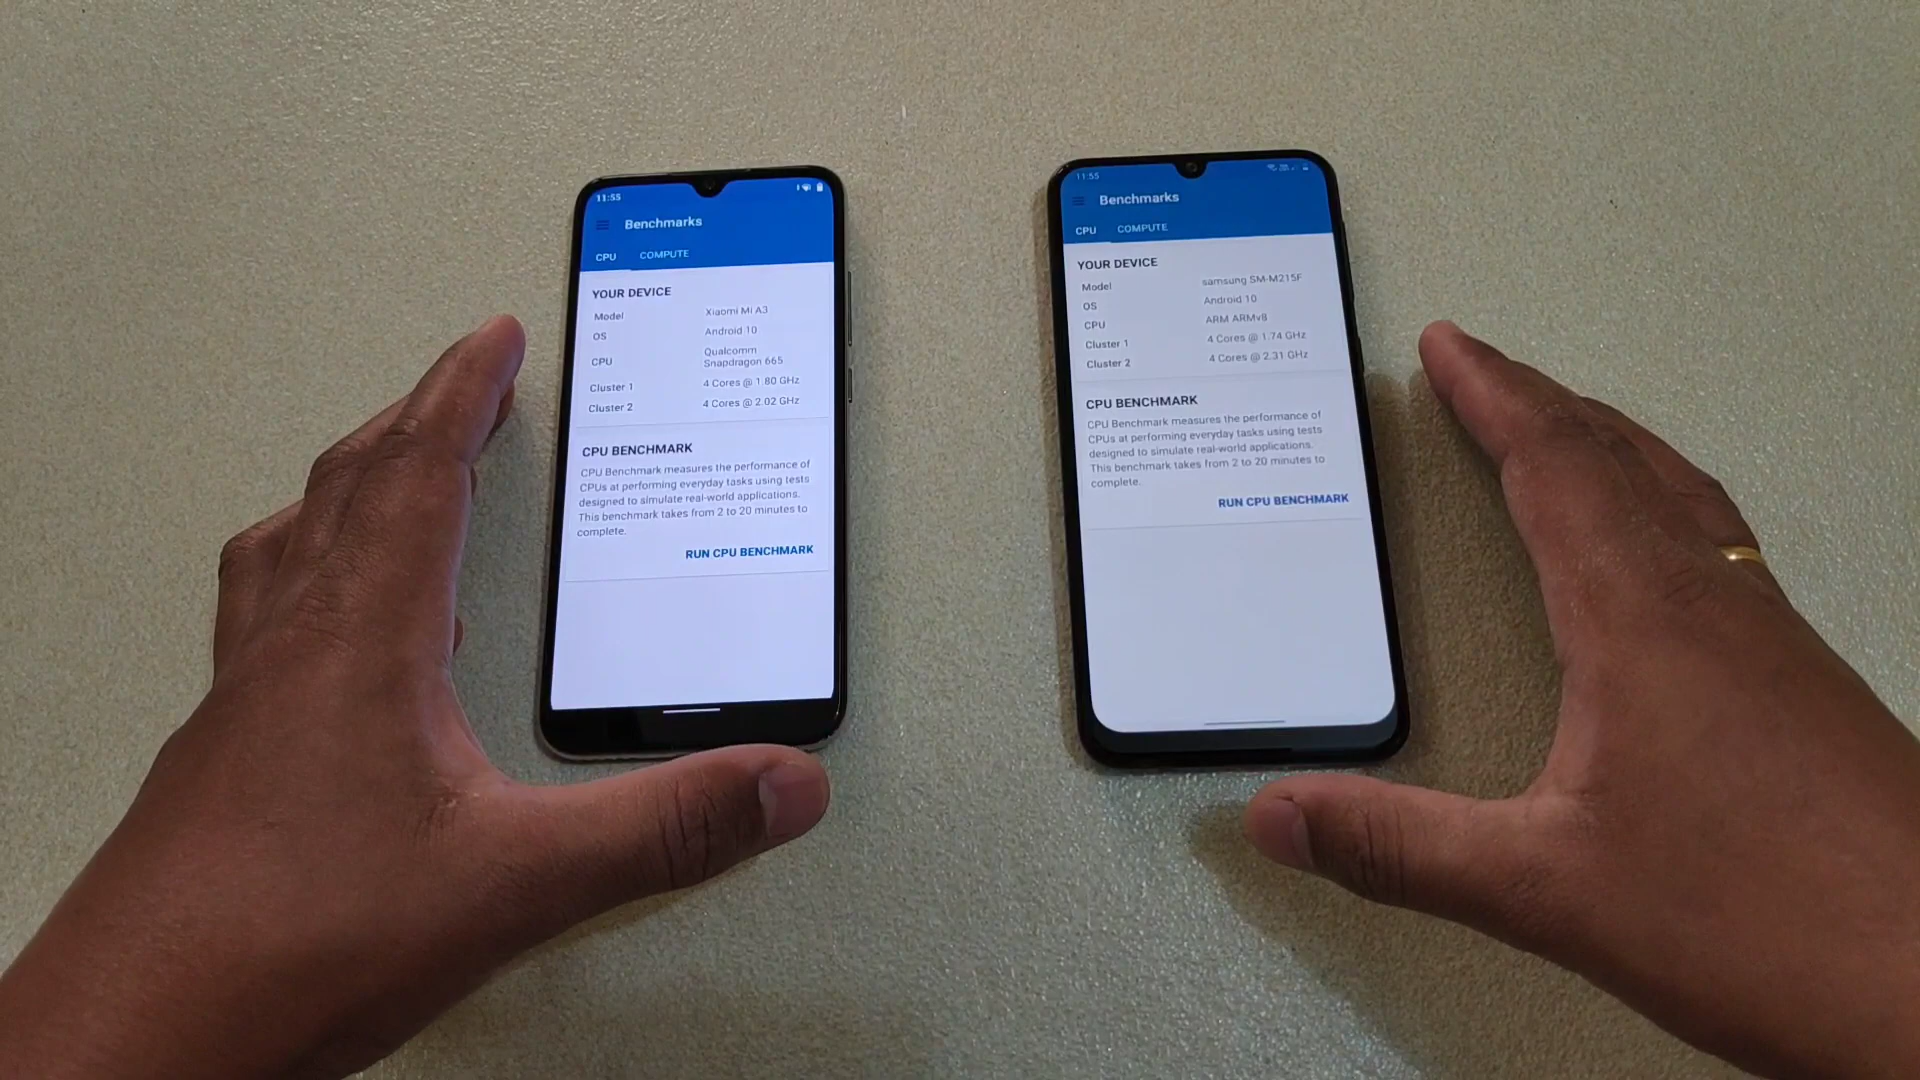 11:55
Benchmarks
CPU COMPUTE
YOUR DEVICE
Model Xiaomi Mi A3
OS Android 10
CPU Qualcomm
Snapdragon 665
Cluster 1 4 Cores @ 1.80 GHz
Cluster 2 4 Cores @ 2.02 GHz
CPU BENCHMARK
CPU Benchmark measures the performance of
CPUs at performing everyday tasks using tests
designed to simulate real-world applications.
This benchmark takes from 2 to 20 minutes to
complete.
RUN CPU BENCHMARK
11:55
Benchmarks
CPU COMPUTE
YOUR DEVICE
Model samsung SM-M215F
OS Android 10
CPU ARM ARMv8
Cluster 1 4 Cores @ 1.74 GHz
Cluster 2 4 Cores @ 2.31 GHz
CPU BENCHMARK
CPU Benchmark measures the performance of
CPUs at performing everyday tasks using tests
designed to simulate real-world applications.
This benchmark takes from 2 to 20 minutes to
complete.
RUN CPU BENCHMARK